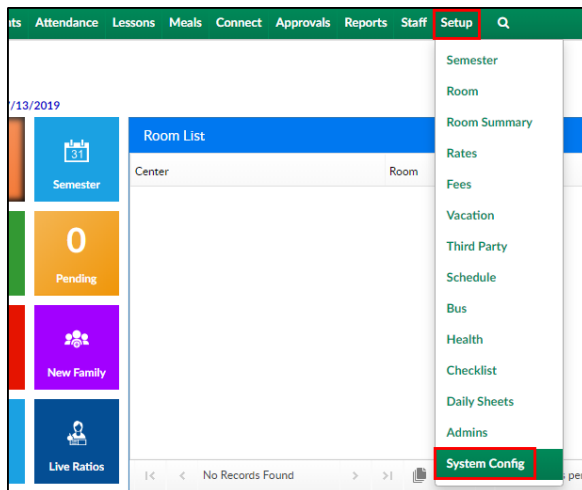 ts Attendance Lessons Meals Connect Approvals Reports Staff Setup
Semester
Room
Room Summary
Rates
Fees
Vacation
Third Party
Schedule
Bus
Health
Checklist
Daily Sheets
Admins
System Config
/13/2019
31
Semester
0
Pending
New Family
Live Ratios
Room List
Center Room
No Records Found
per